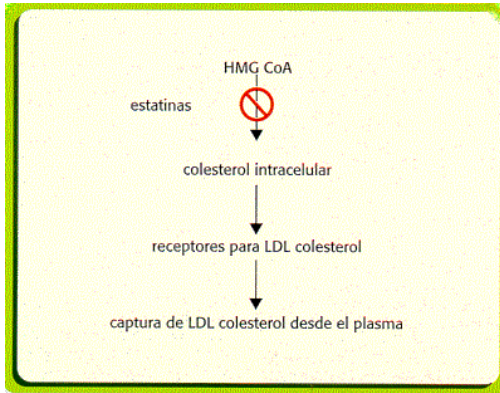 HMG CoA
estatinas
colesterol intracelular
receptores para LDL colesterol
captura de LDL colesterol desde el plasma